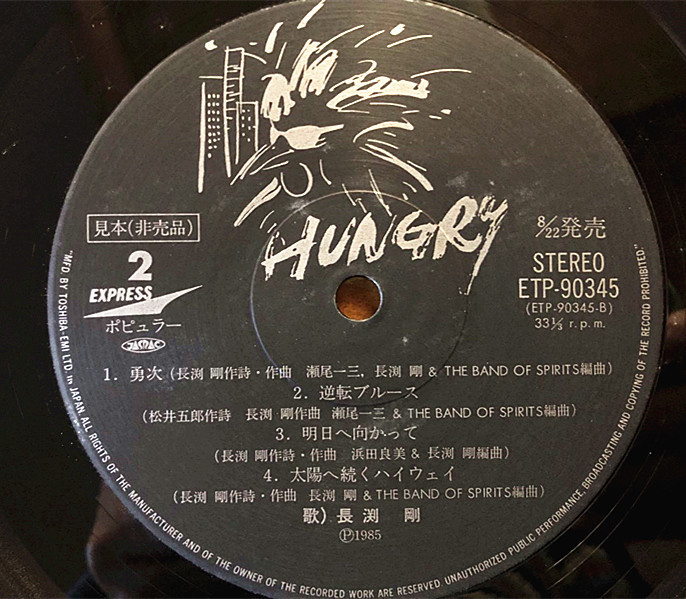 HUNGRY
見本(非売品)
8/22発売
2
EXPRESS
ポピュラー
JASRAC
STEREO
ETP-90345
(ETP-90345-B)
33⅓ r.p.m.
1. 勇次 (長渕 剛作詩・作曲 瀬尾一三, 長渕 剛 & THE BAND OF SPIRITS編曲)
2. 逆転ブルース
(松井五郎作詩 長渕 剛作曲 瀬尾一三 & THE BAND OF SPIRITS編曲)
3. 明日へ向かって
(長渕 剛作詩・作曲 浜田良美 & 長渕 剛編曲)
4. 太陽へ続くハイウェイ
(長渕 剛作詩・作曲 長渕 剛 & THE BAND OF SPIRITS編曲)
歌) 長渕 剛
Ⓟ1985
"MFD. BY TOSHIBA-EMI LTD. in JAPAN. ALL RIGHTS OF THE MANUFACTURER AND OF THE OWNER OF THE RECORDED WORK ARE RESERVED. UNAUTHORIZED PUBLIC PERFORMANCE, BROADCASTING AND COPYING OF THE RECORD PROHIBITED."